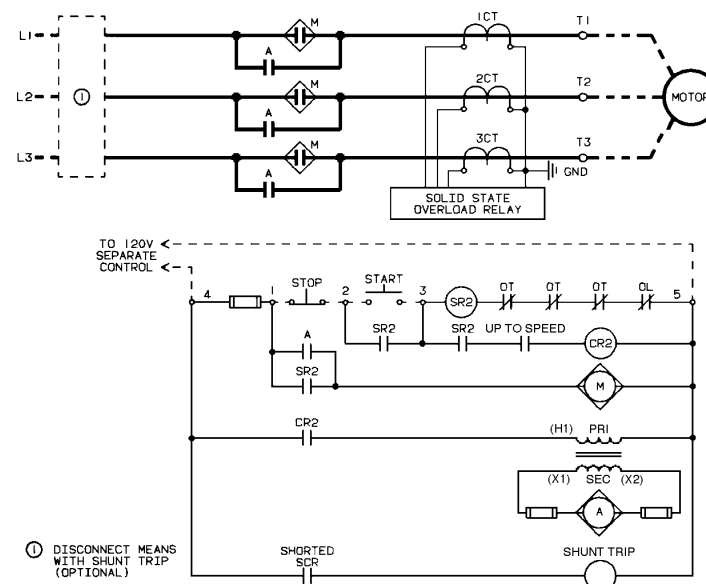 1CT
M
T1
L1
A
2CT
M
T2
L2
1
MOTOR
A
3CT
M
T3
L3
A
GND
SOLID STATE
OVERLOAD RELAY
TO 120V
SEPARATE
CONTROL
4
1
STOP
2
START
3
SR2
OT
OT
OT
OL
5
A
SR2
SR2
UP TO SPEED
CR2
SR2
M
CR2
(H1) PRI
(X1) SEC (X2)
A
1 DISCONNECT MEANS
WITH SHUNT TRIP
(OPTIONAL)
SHORTED
SCR
SHUNT TRIP